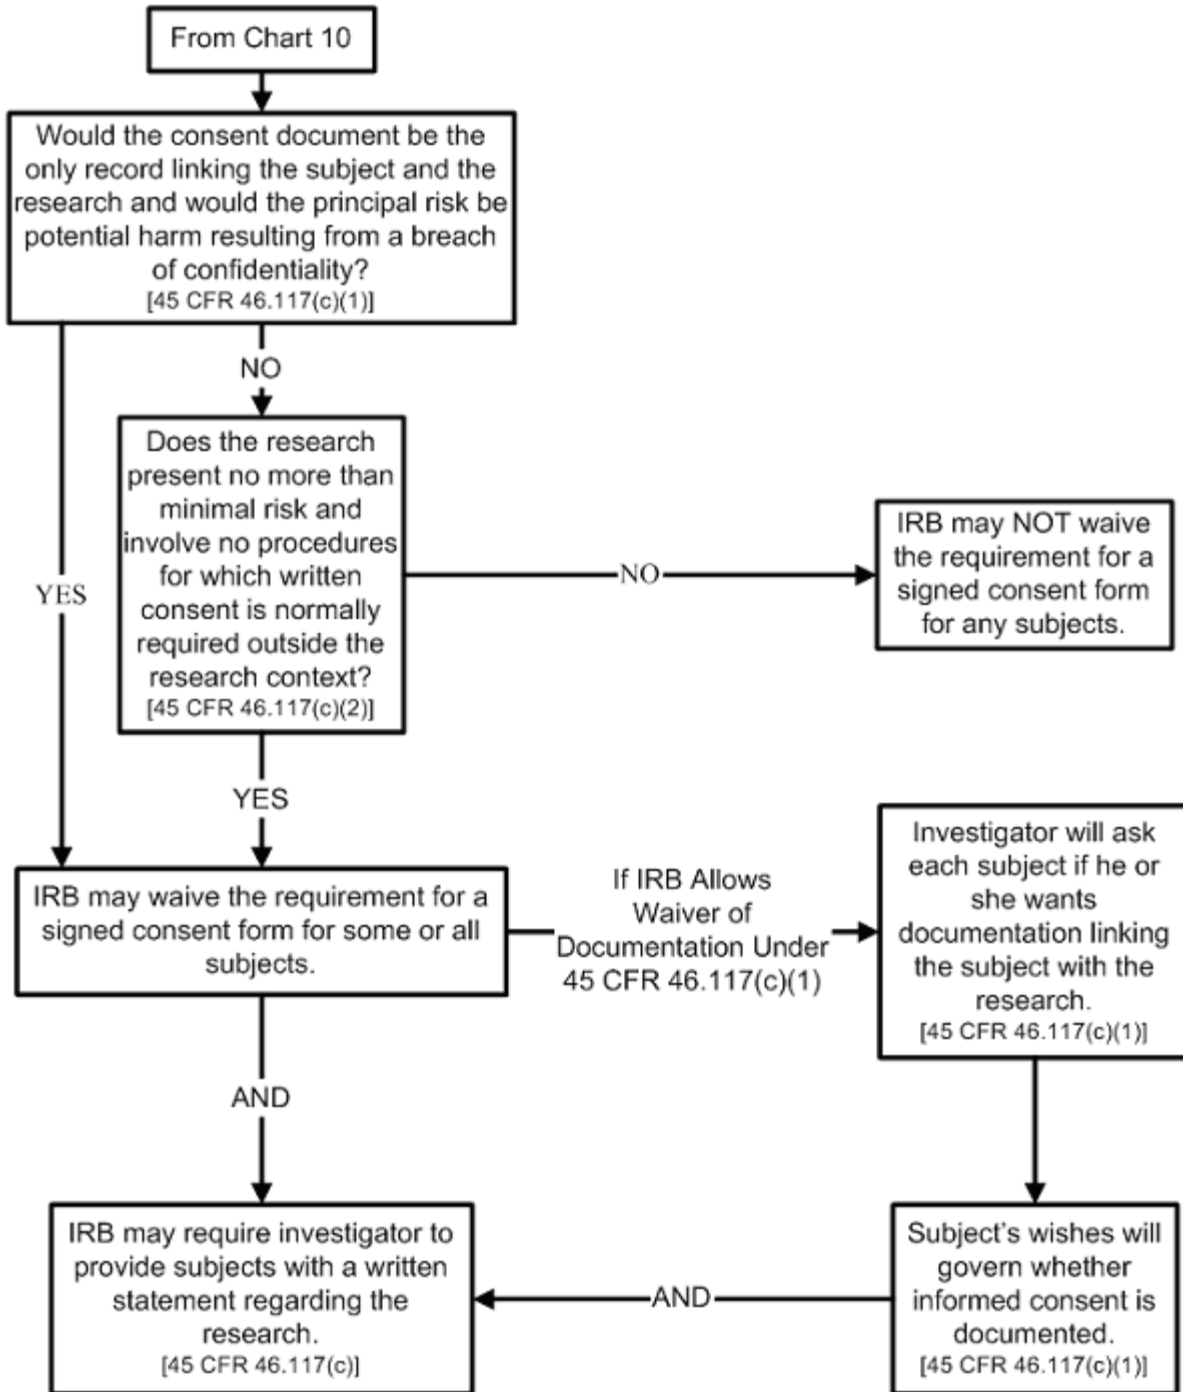 From Chart 10
Would the consent document be the
only record linking the subject and the
research and would the principal risk be
potential harm resulting from a breach
of confidentiality?
[45 CFR 46.117(c)(1)]
NO
YES
Does the research
present no more than
minimal risk and
involve no procedures
for which written
consent is normally
required outside the
research context?
[45 CFR 46.117(c)(2)]
NO
IRB may NOT waive
the requirement for a
signed consent form
for any subjects.
YES
IRB may waive the requirement for a
signed consent form for some or all
subjects.
If IRB Allows
Waiver of
Documentation Under
45 CFR 46.117(c)(1)
Investigator will ask
each subject if he or
she wants
documentation linking
the subject with the
research.
[45 CFR 46.117(c)(1)]
AND
IRB may require investigator to
provide subjects with a written
statement regarding the
research.
[45 CFR 46.117(c)]
AND
Subject's wishes will
govern whether
informed consent is
documented.
[45 CFR 46.117(c)(1)]